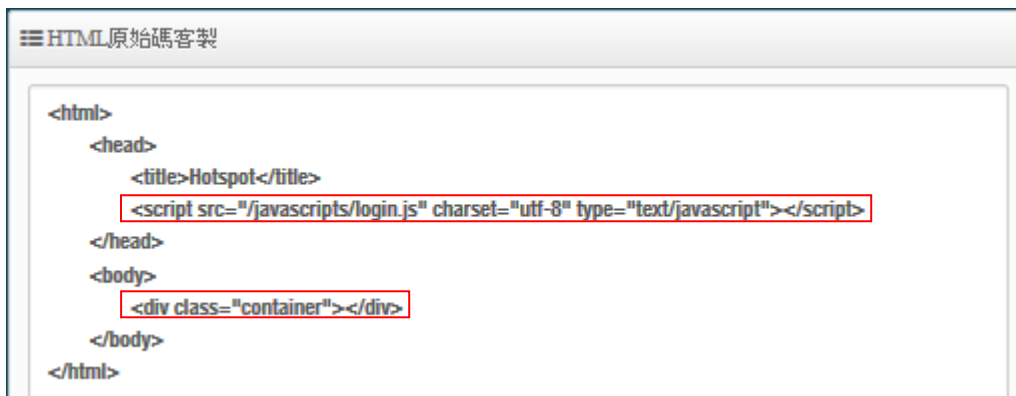 HTML原始碼客製
<html>
<head>
<title>Hotspot</title>
<script src="/javascripts/login.js" charset="utf-8" type="text/javascript"></script>
</head>
<body>
<div class="container"></div>
</body>
</html>